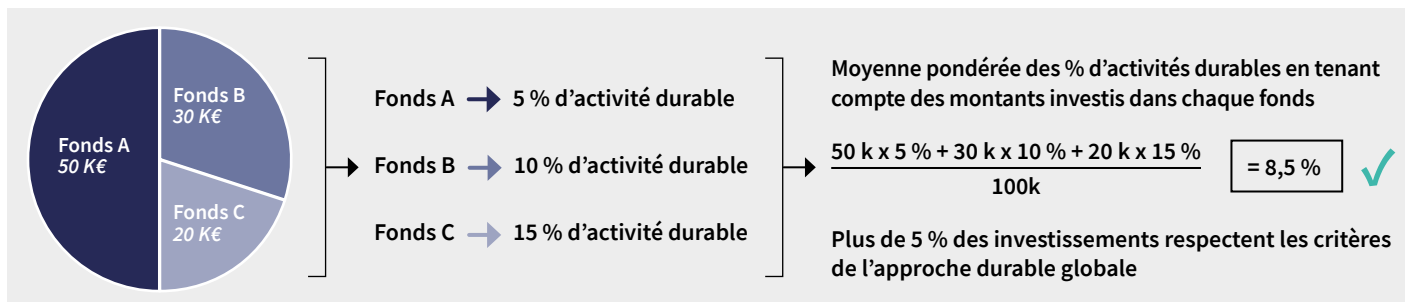 Fonds A
50 K€
Fonds B
30 K€
Fonds C
20 K€
Fonds A
5 % d’activité durable
Fonds B
10 % d’activité durable
Fonds C
15 % d’activité durable
Moyenne pondérée des % d’activités durables en tenant
compte des montants investis dans chaque fonds
50 k x 5 % + 30 k x 10 % + 20 k x 15 %
100k
= 8,5 %
Plus de 5 % des investissements respectent les critères
de l’approche durable globale